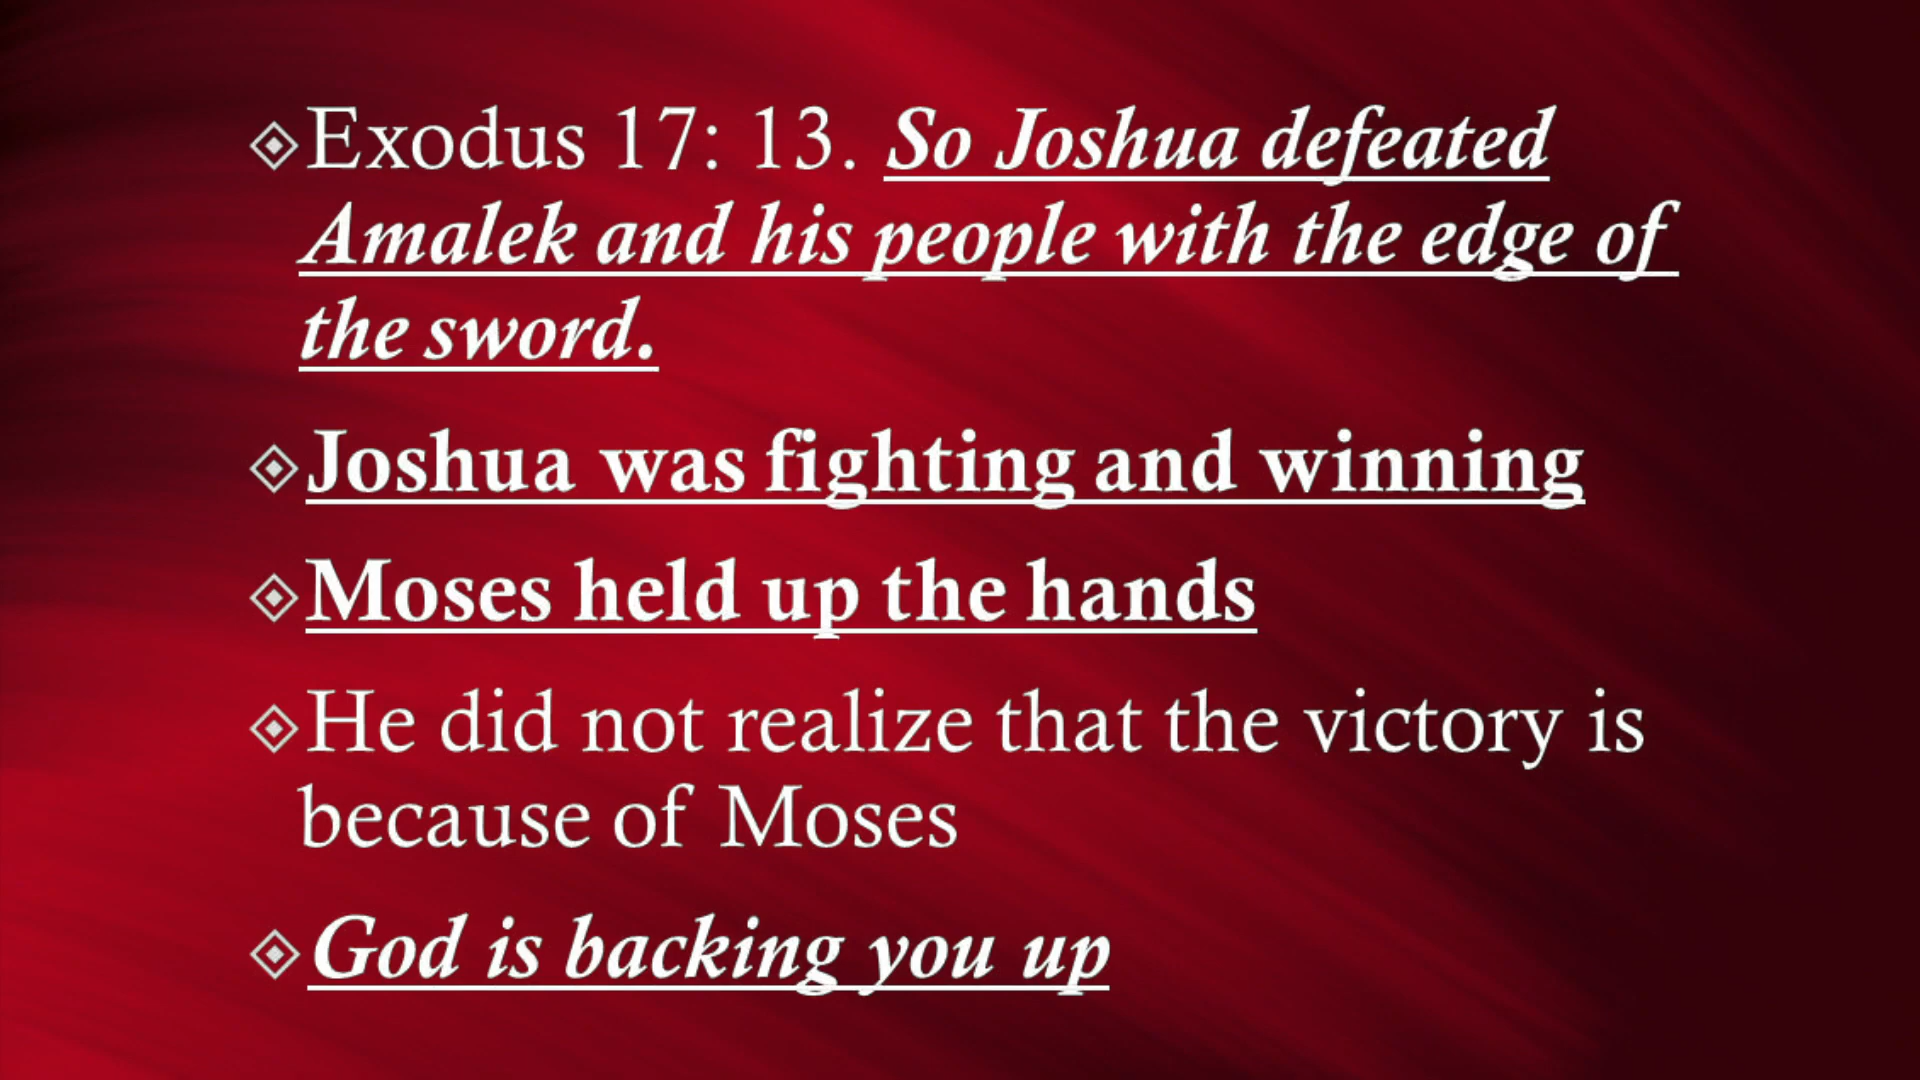 Exodus 17: 13. So Joshua defeated
Amalek and his people with the edge of
the sword.
Joshua was fighting and winning
Moses held up the hands
He did not realize that the victory is
because of Moses
God is backing you up